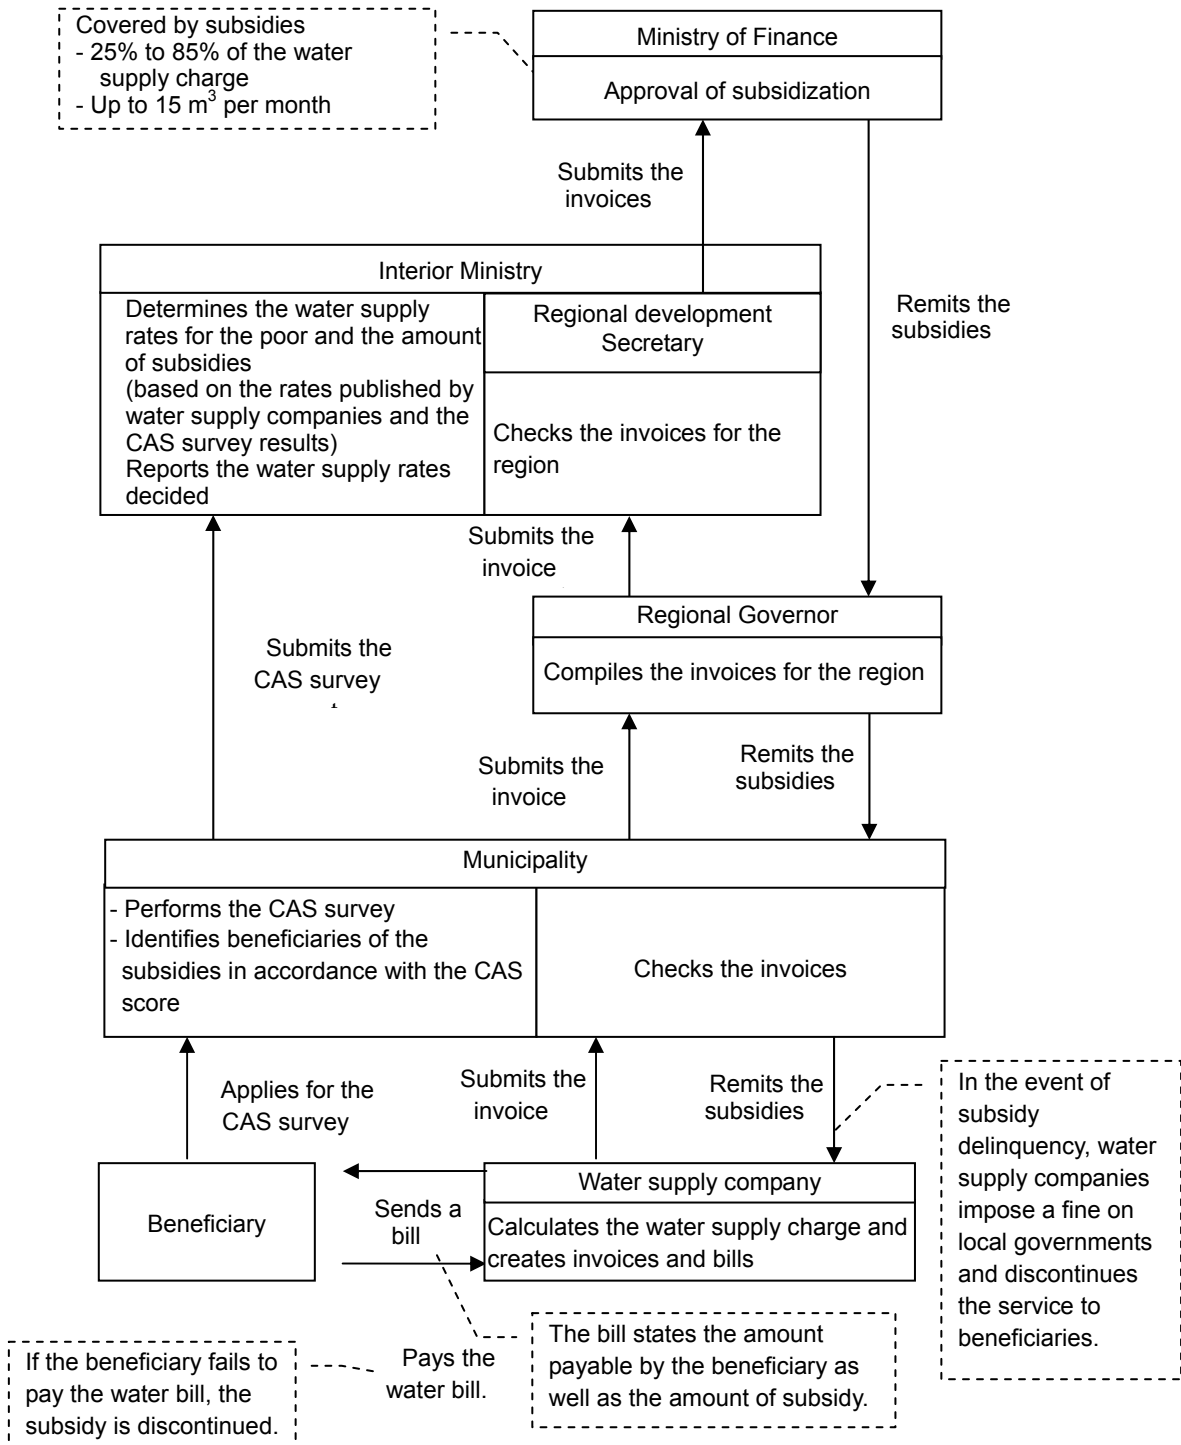 Covered by subsidies
- 25% to 85% of the water
supply charge
- Up to 15 m³ per month
Ministry of Finance
Approval of subsidization
Submits the
invoices
Remits the
subsidies
Interior Ministry
Determines the water supply
rates for the poor and the amount
of subsidies
(based on the rates published by
water supply companies and the
CAS survey results)
Reports the water supply rates
decided
Regional development
Secretary
Checks the invoices for the
region
Submits the
invoice
Submits the
CAS survey
Regional Governor
Compiles the invoices for the region
Submits the
invoice
Remits the
subsidies
Municipality
- Performs the CAS survey
- Identifies beneficiaries of the
subsidies in accordance with the CAS
score
Checks the invoices
Applies for the
CAS survey
Submits the
invoice
Remits the
subsidies
In the event of
subsidy
delinquency, water
supply companies
impose a fine on
local governments
and discontinues
the service to
beneficiaries.
Beneficiary
Sends a
bill
Water supply company
Calculates the water supply charge and
creates invoices and bills
If the beneficiary fails to
pay the water bill, the
subsidy is discontinued.
Pays the
water bill.
The bill states the amount
payable by the beneficiary as
well as the amount of subsidy.